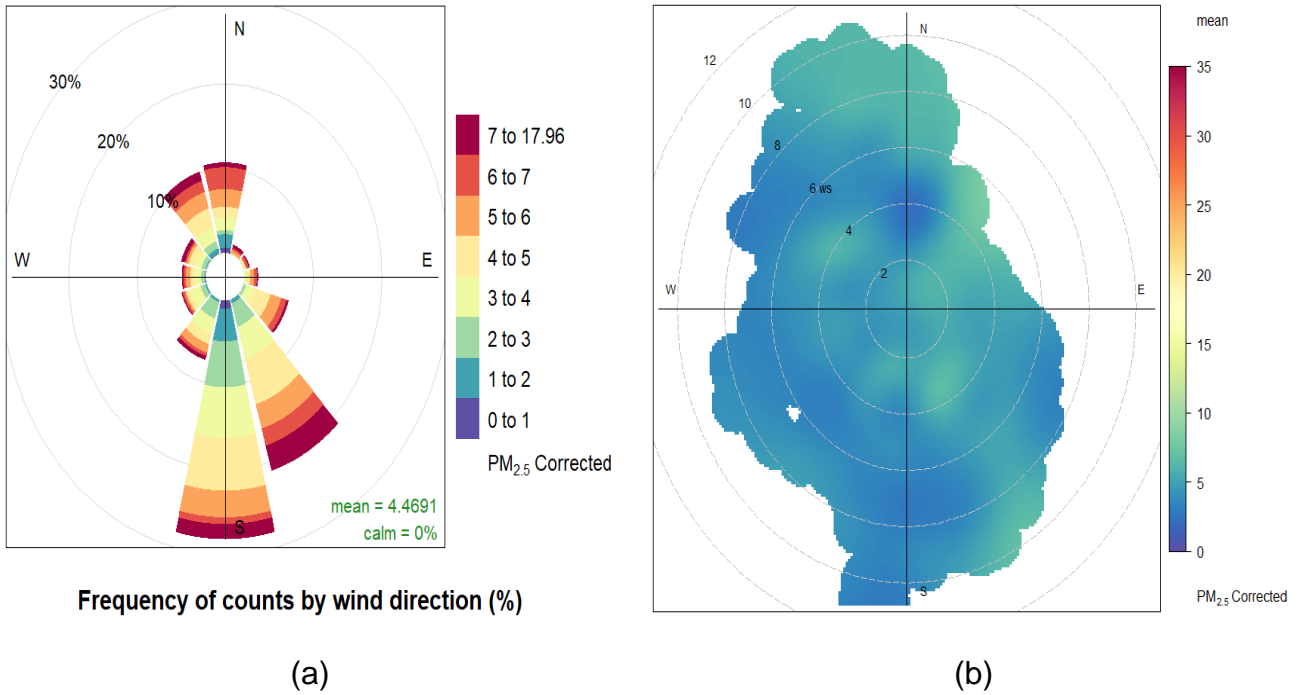 N
30%
20%
10%
W
E
S
7 to 17.96
6 to 7
5 to 6
4 to 5
3 to 4
2 to 3
1 to 2
0 to 1
PM2.5 Corrected
mean = 4.4691
calm = 0%
Frequency of counts by wind direction (%)
(a)
N
12
10
8
6 ws
4
2
W
E
S
mean
35
30
25
20
15
10
5
0
PM2.5 Corrected
(b)